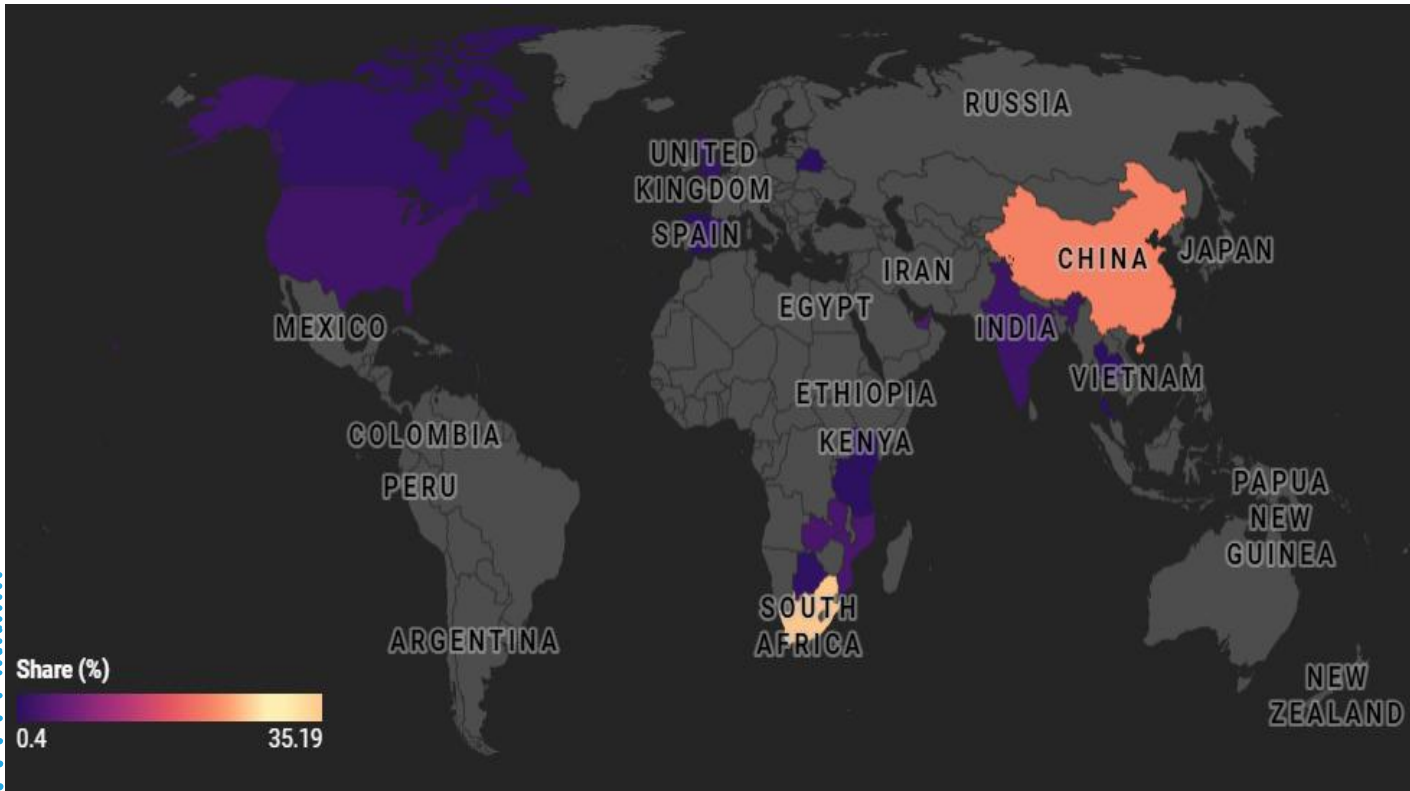 RUSSIA
UNITED
KINGDOM
SPAIN
CHINA
JAPAN
IRAN
EGYPT
INDIA
MEXICO
VIETNAM
ETHIOPIA
COLOMBIA
KENYA
PERU
PAPUA
NEW
GUINEA
SOUTH
AFRICA
ARGENTINA
NEW
ZEALAND
Share (%)
0.4
35.19